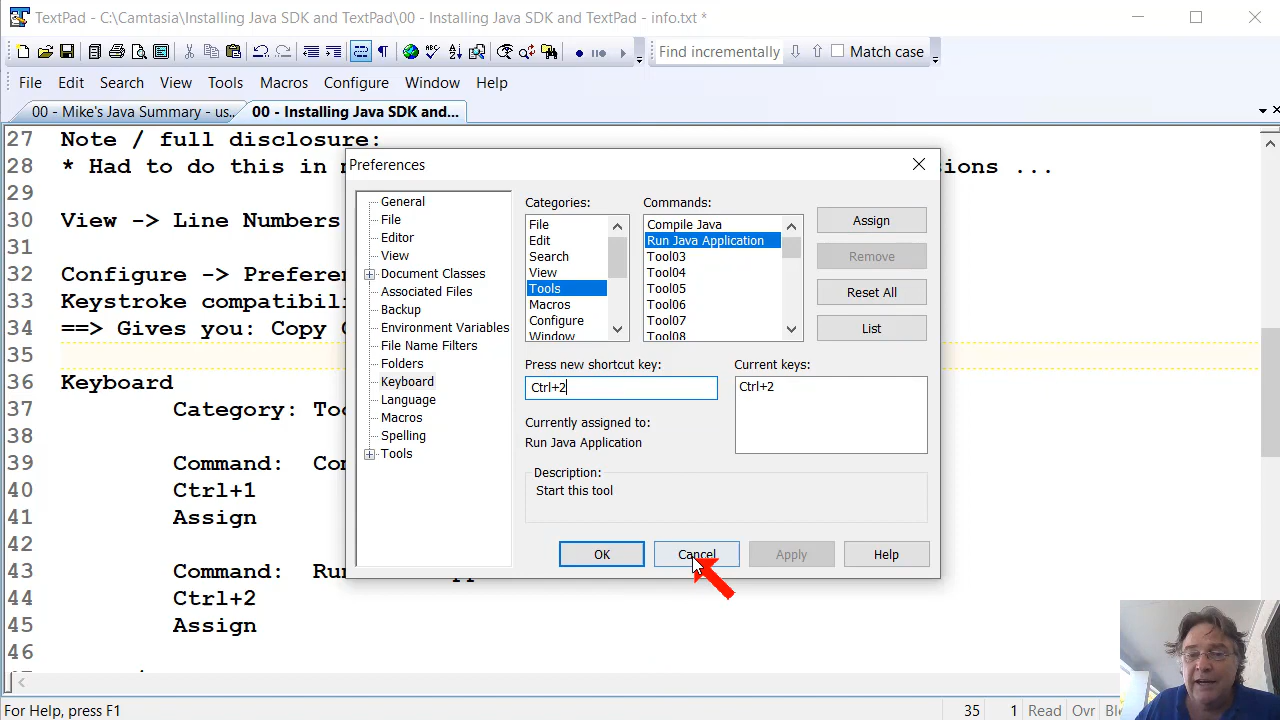 TextPad - C:\Camtasia\Installing Java SDK and TextPad\00 - Installing Java SDK and TextPad - info.txt *
Find incrementally
Match case
File Edit Search View Tools Macros Configure Window Help
00 - Mike's Java Summary - us... 00 - Installing Java SDK and...
27 Note / full disclosure:
28 * Had to do this in
sions ...
29
30 View -> Line Numbers
31
32 Configure -> Prefere
33 Keystroke compatibil
34 ==> Gives you: Copy
35
36 Keyboard
37 Category: To
38
39 Command: Co
40 Ctrl+1
41 Assign
42
43 Command: Ru
44 Ctrl+2
45 Assign
46
Preferences
General
File
Editor
View
Document Classes
Associated Files
Backup
Environment Variables
File Name Filters
Folders
Keyboard
Language
Macros
Spelling
Tools
Categories:
File
Edit
Search
View
Tools
Macros
Configure
Window
Commands:
Compile Java
Run Java Application
Tool03
Tool04
Tool05
Tool06
Tool07
Tool08
Assign
Remove
Reset All
List
Press new shortcut key:
Ctrl+2
Current keys:
Ctrl+2
Currently assigned to:
Run Java Application
Description:
Start this tool
OK
Cancel
Apply
Help
For Help, press F1
35 1 Read Ovr